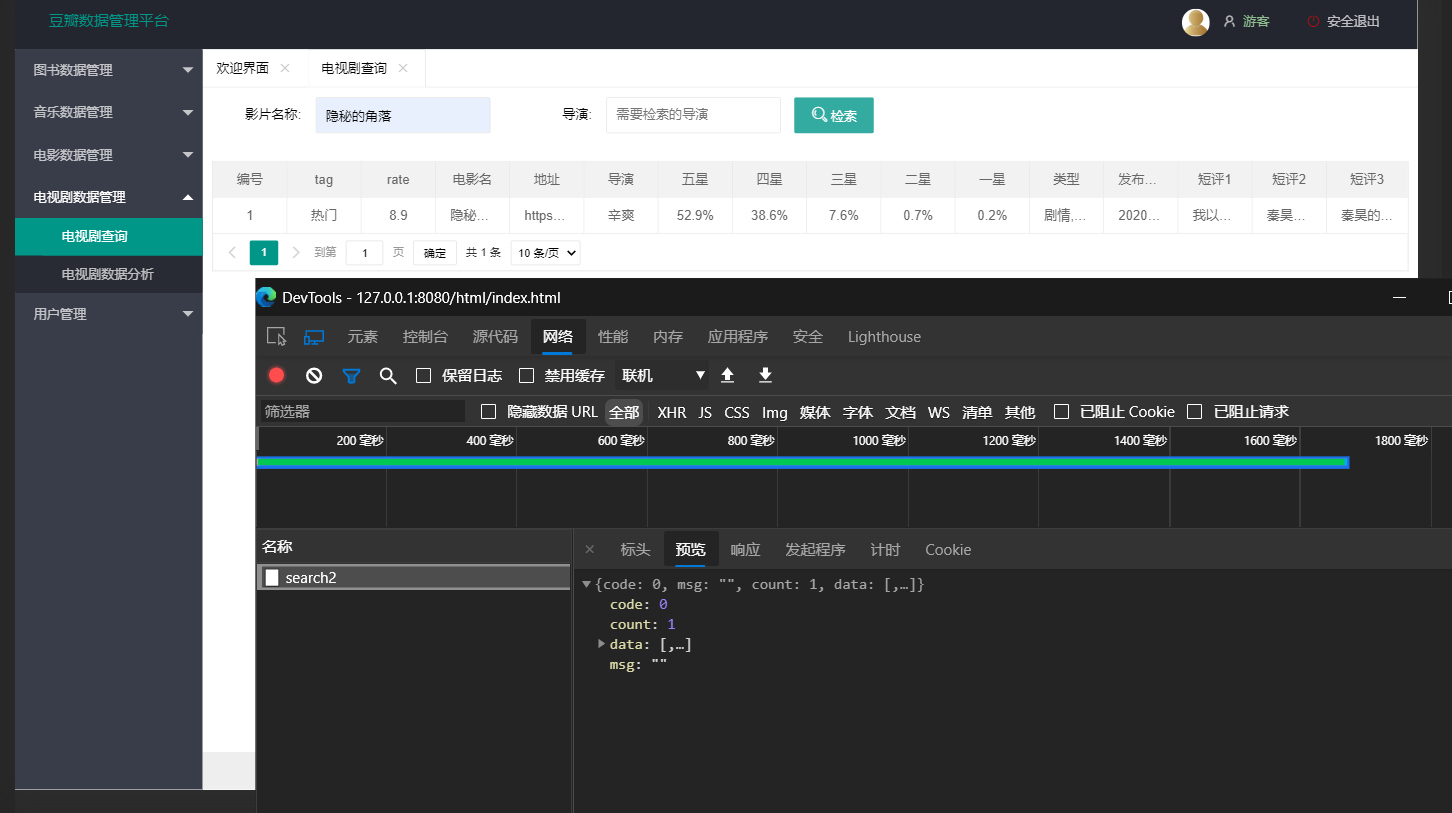 豆瓣数据管理平台 游客 安全退出
图书数据管理
音乐数据管理
电影数据管理
电视剧数据管理
电视剧查询
电视剧数据分析
用户管理
欢迎界面 电视剧查询
影片名称: 隐秘的角落 导演: 需要检索的导演 检索
编号 tag rate 电影名 地址 导演 五星 四星 三星 二星 一星 类型 发布… 短评1 短评2 短评3
1 热门 8.9 隐秘… https… 辛爽 52.9% 38.6% 7.6% 0.7% 0.2% 剧情,… 2020… 我以… 秦昊… 秦昊的…
1 到第 1 页 确定 共 1 条 10 条/页
DevTools - 127.0.0.1:8080/html/index.html
元素 控制台 源代码 网络 性能 内存 应用程序 安全 Lighthouse
保留日志 禁用缓存 联机
筛选器 隐藏数据 URL 全部 XHR JS CSS Img 媒体 字体 文档 WS 清单 其他 已阻止 Cookie 已阻止请求
200 毫秒 400 毫秒 600 毫秒 800 毫秒 1000 毫秒 1200 毫秒 1400 毫秒 1600 毫秒 1800 毫秒
名称
search2
标头 预览 响应 发起程序 计时 Cookie
{code: 0, msg: "", count: 1, data: [,…]}
code: 0
count: 1
data: [,…]
msg: ""